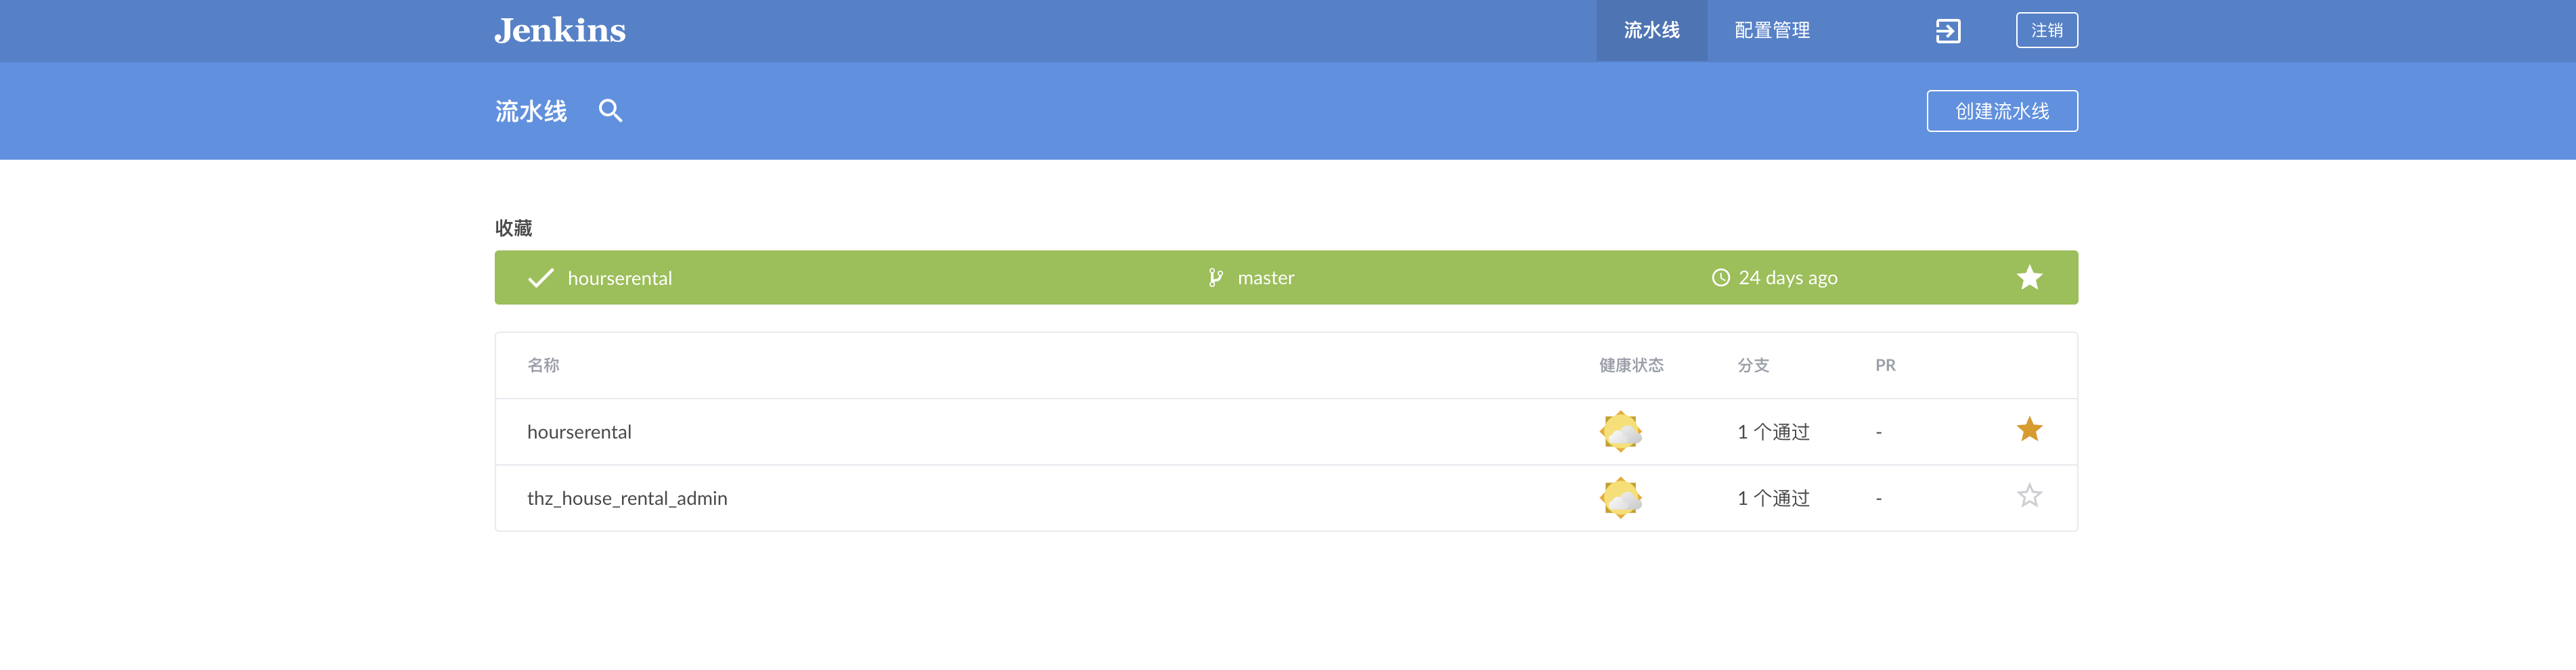 Jenkins 流水线 配置管理 注销
流水线 创建流水线
收藏
hourserental master 24 days ago
名称 健康状态 分支 PR
hourserental 1 个通过 -
thz_house_rental_admin 1 个通过 -